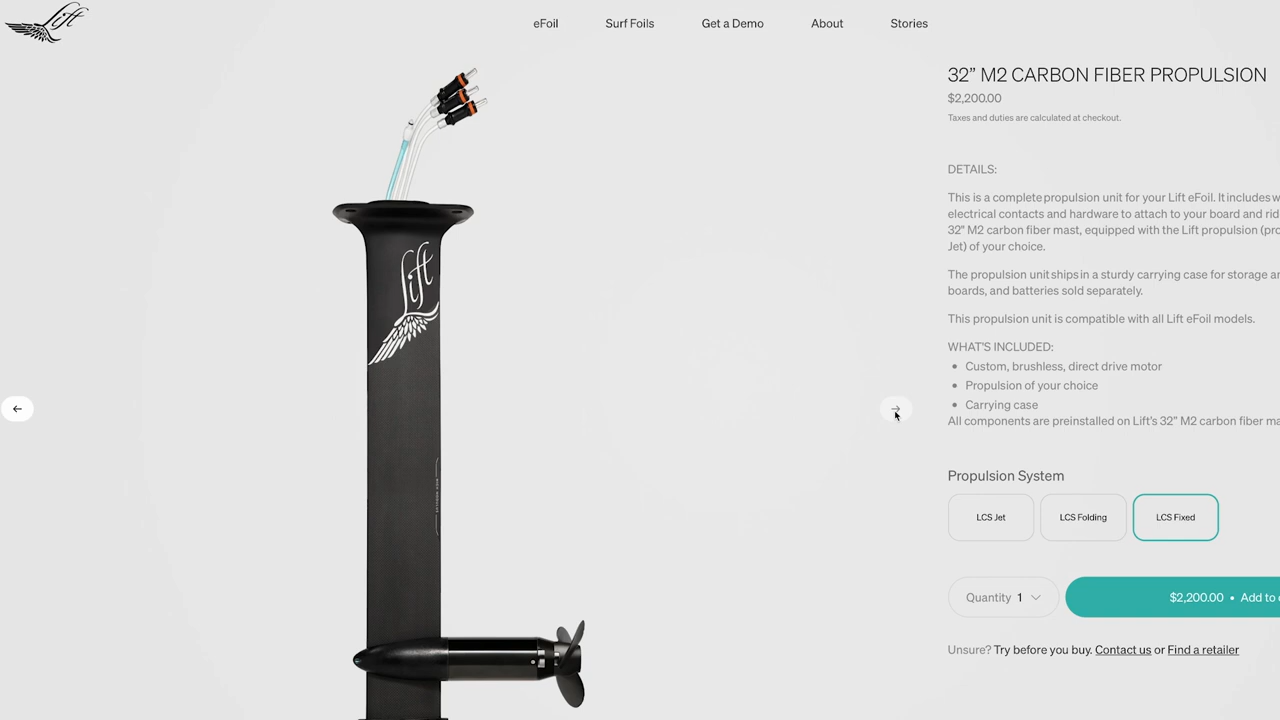 Lift
eFoil
Surf Foils
Get a Demo
About
Stories
32” M2 CARBON FIBER PROPULSION
$2,200.00
Taxes and duties are calculated at checkout.
DETAILS:
This is a complete propulsion unit for your Lift eFoil. It includes w
electrical contacts and hardware to attach to your board and rid
32" M2 carbon fiber mast, equipped with the Lift propulsion (pro
Jet) of your choice.
The propulsion unit ships in a sturdy carrying case for storage an
boards, and batteries sold separately.
This propulsion unit is compatible with all Lift eFoil models.
WHAT'S INCLUDED:
Custom, brushless, direct drive motor
Propulsion of your choice
Carrying case
All components are preinstalled on Lift's 32" M2 carbon fiber ma
Lift
Propulsion System
LCS Jet
LCS Folding
LCS Fixed
Quantity 1
$2,200.00 • Add to c
Unsure? Try before you buy. Contact us or Find a retailer